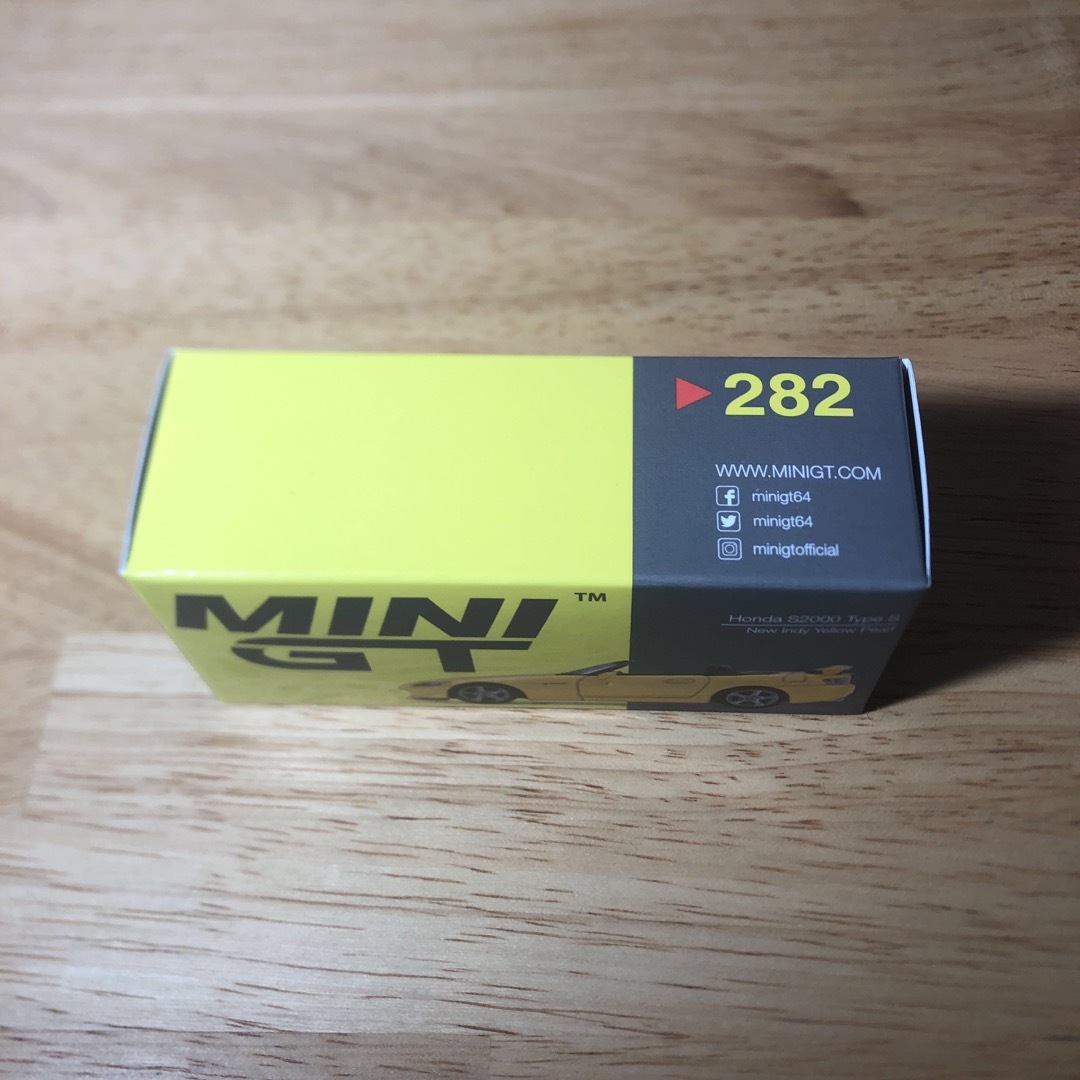 282
WWW.MINIGT.COM
minigt64
minigt64
minigtofficial
MINI
GT
™
Honda S2000 Type S
New Indy Yellow Pearl